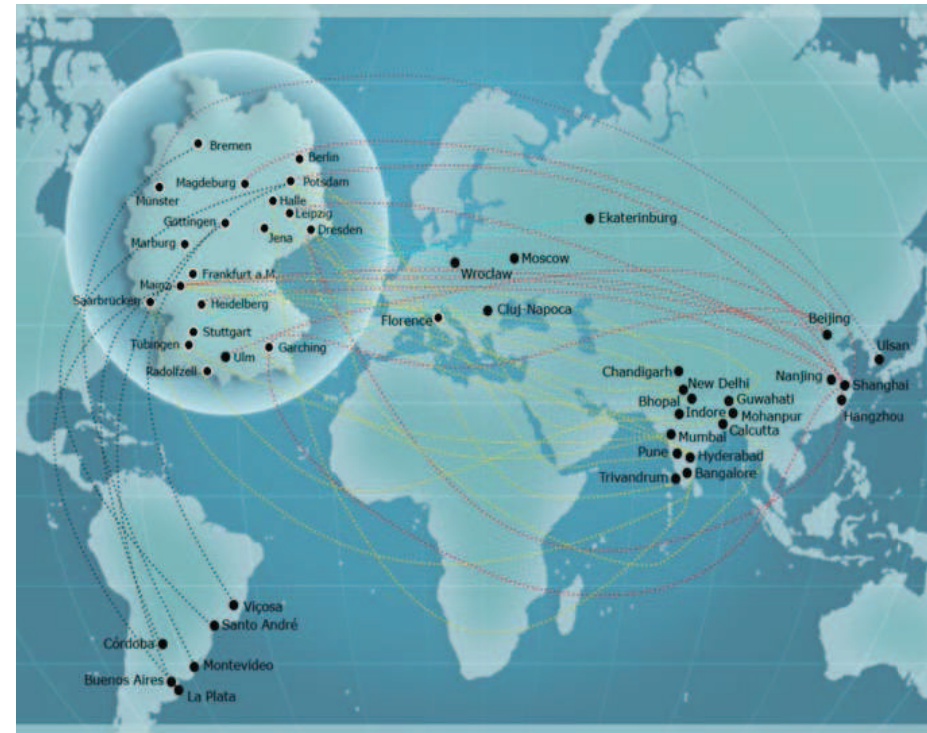 Bremen
Berlin
Magdeburg
Potsdam
Münster
Halle
Leipzig
Göttingen
Jena
Dresden
Marburg
Frankfurt a.M.
Mainz
Saarbrücken
Heidelberg
Stuttgart
Tübingen
Ulm
Garching
Radolfzell
Ekaterinburg
Moscow
Wroclaw
Cluj-Napoca
Florence
Beijing
Ulsan
Nanjing
Shanghai
Hangzhou
Chandigarh
New Delhi
Bhopal
Guwahati
Indore
Mohanpur
Calcutta
Mumbai
Pune
Hyderabad
Trivandrum
Bangalore
Viçosa
Santo André
Córdoba
Montevideo
Buenos Aires
La Plata